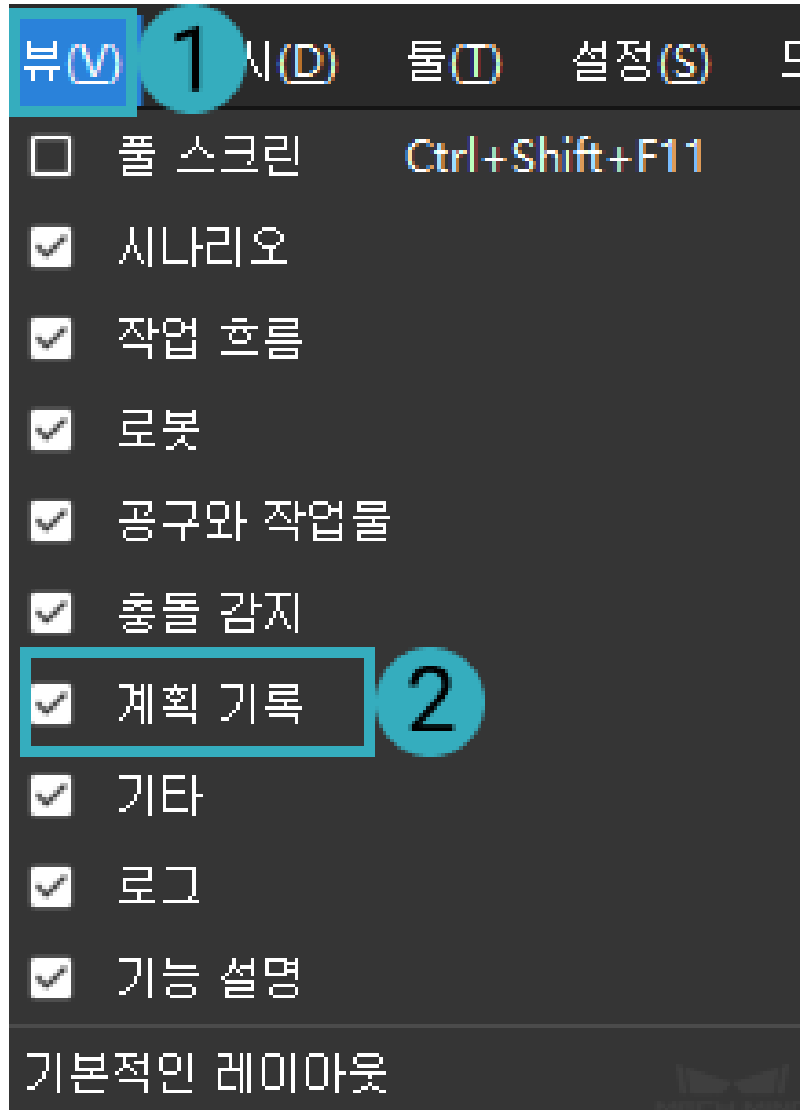 뷰(V) 1 시(D) 툴(T) 설정(S)
풀 스크린 Ctrl+Shift+F11
시나리오
작업 흐름
로봇
공구와 작업물
충돌 감지
계획 기록 2
기타
로그
기능 설명
기본적인 레이아웃